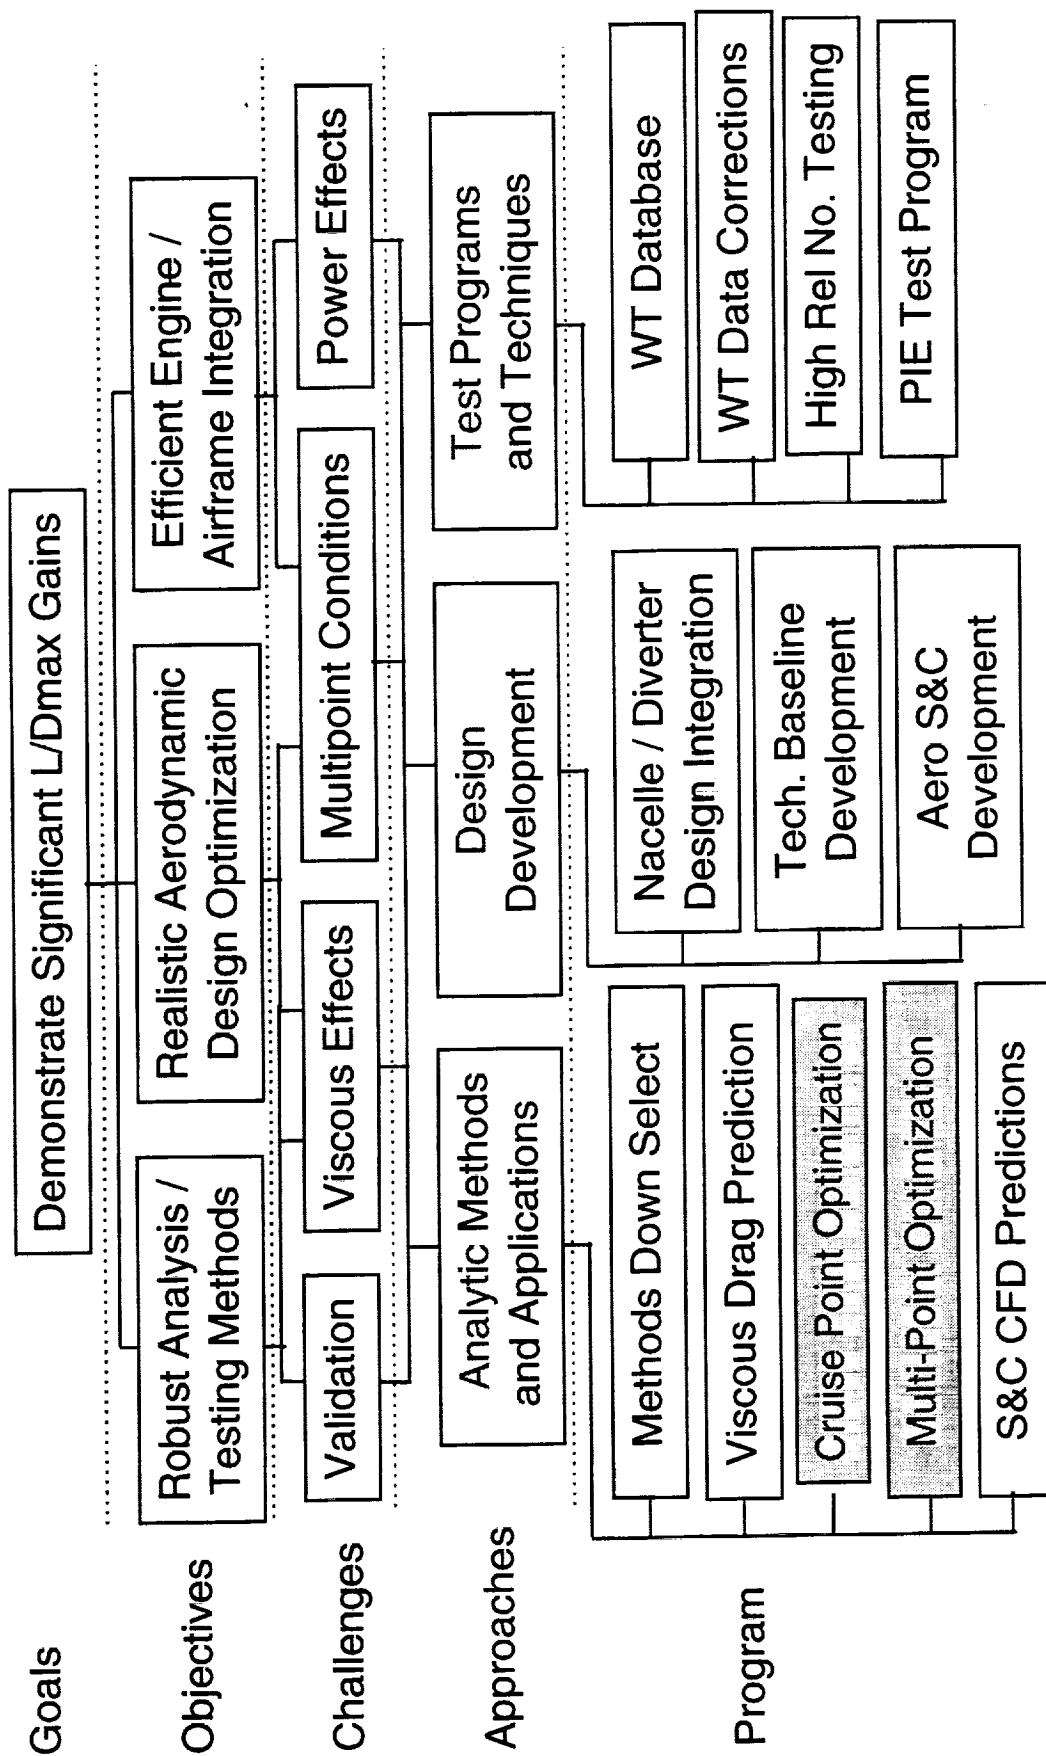 Goals
Demonstrate Significant L/Dmax Gains
Objectives
Robust Analysis /
Testing Methods
Realistic Aerodynamic
Design Optimization
Efficient Engine /
Airframe Integration
Challenges
Validation
Viscous Effects
Multipoint Conditions
Power Effects
Approaches
Analytic Methods
and Applications
Design
Development
Test Programs
and Techniques
Program
Methods Down Select
Viscous Drag Prediction
Cruise Point Optimization
Multi-Point Optimization
S&C CFD Predictions
Nacelle / Diverter
Design Integration
Tech. Baseline
Development
Aero S&C
Development
WT Database
WT Data Corrections
High Rel No. Testing
PIE Test Program